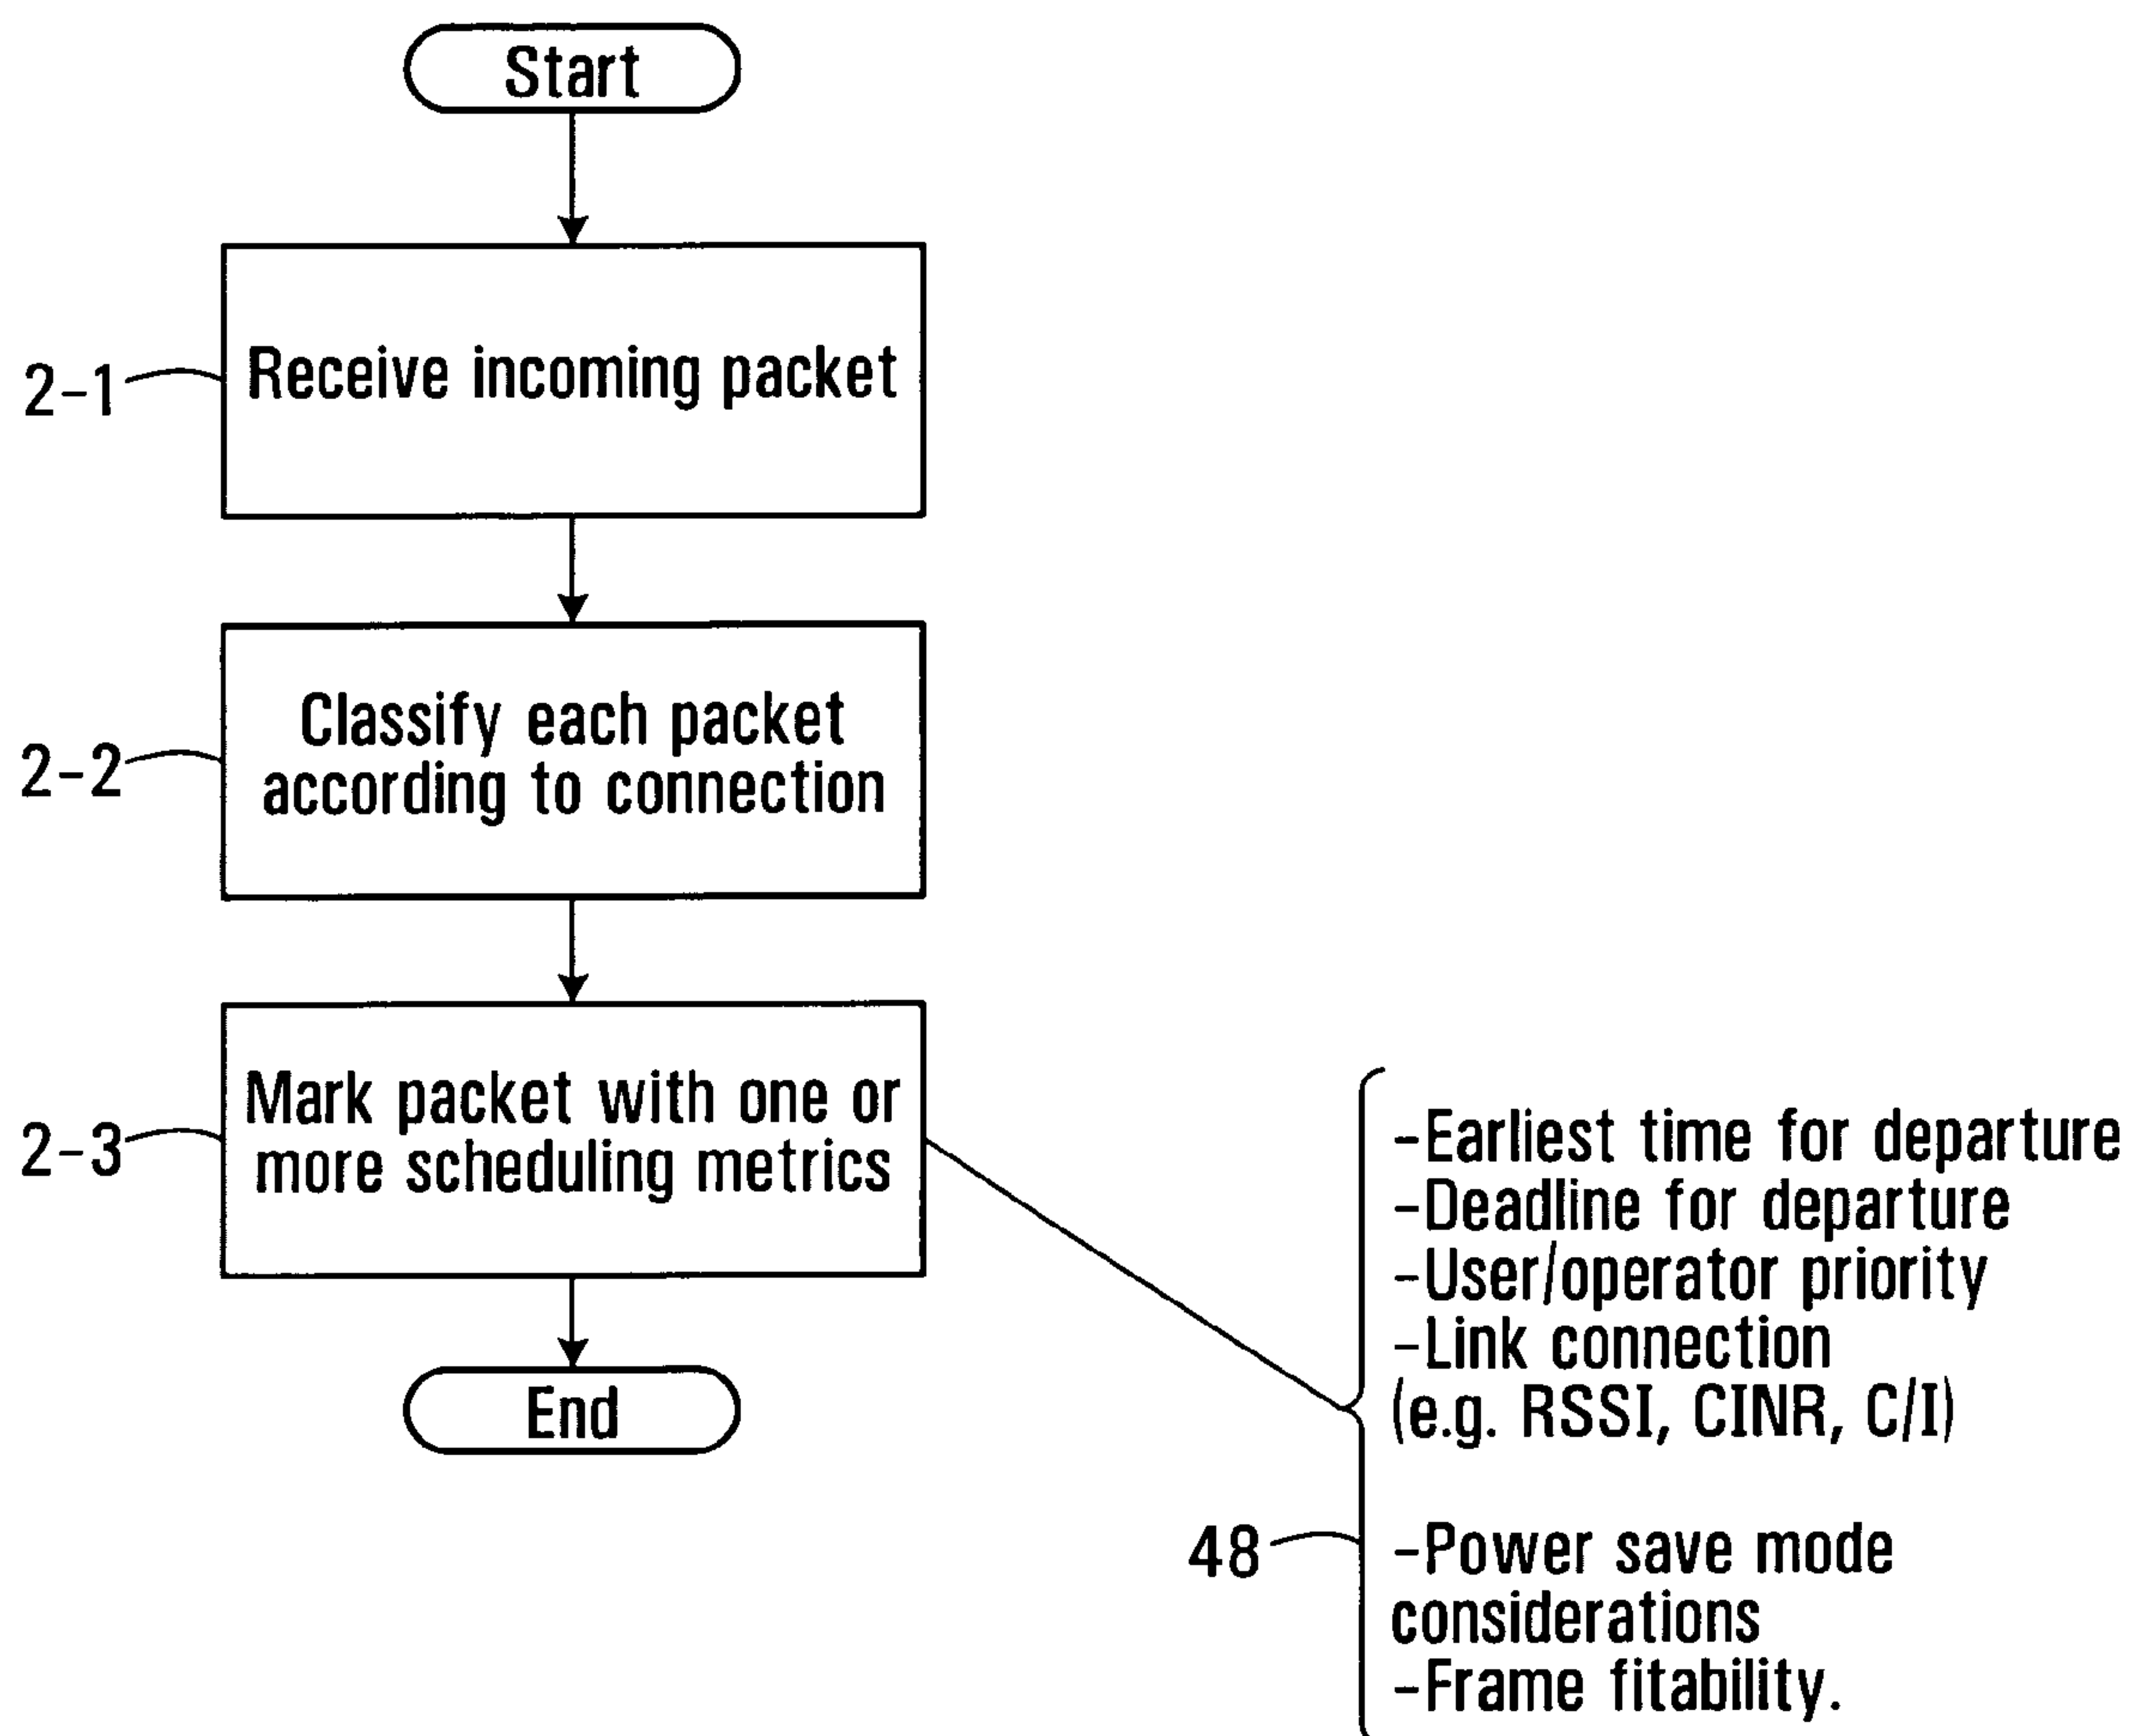 Start
2-1
Receive incoming packet
2-2
Classify each packet
according to connection
2-3
Mark packet with one or
more scheduling metrics
End
48
-Earliest time for departure
-Deadline for departure
-User/operator priority
-Link connection
(e.g. RSSI, CINR, C/I)
-Power save mode
considerations
-Frame fitability.